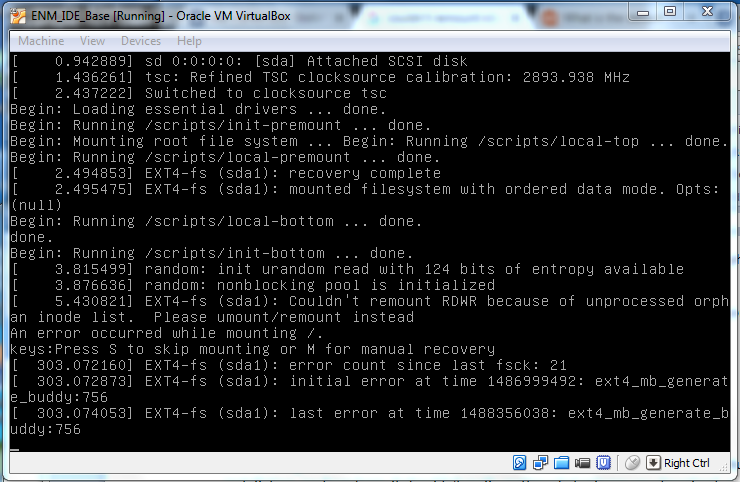 ENM_IDE_Base [Running] - Oracle VM VirtualBox
Machine View Devices Help
[    0.942889] sd 0:0:0:0: [sda] Attached SCSI disk
[    1.436261] tsc: Refined TSC clocksource calibration: 2893.938 MHz
[    2.437222] Switched to clocksource tsc
Begin: Loading essential drivers ... done.
Begin: Running /scripts/init-premount ... done.
Begin: Mounting root file system ... Begin: Running /scripts/local-top ... done.
Begin: Running /scripts/local-premount ... done.
[    2.494853] EXT4-fs (sda1): recovery complete
[    2.495475] EXT4-fs (sda1): mounted filesystem with ordered data mode. Opts:
(null)
Begin: Running /scripts/local-bottom ... done.
done.
Begin: Running /scripts/init-bottom ... done.
[    3.815499] random: init urandom read with 124 bits of entropy available
[    3.876636] random: nonblocking pool is initialized
[    5.430821] EXT4-fs (sda1): Couldn't remount RDWR because of unprocessed orph
an inode list.  Please umount/remount instead
An error occurred while mounting /.
keys:Press S to skip mounting or M for manual recovery
[  303.072160] EXT4-fs (sda1): error count since last fsck: 21
[  303.072873] EXT4-fs (sda1): initial error at time 1486999492: ext4_mb_generat
e_buddy:756
[  303.074053] EXT4-fs (sda1): last error at time 1488356038: ext4_mb_generate_b
uddy:756
Right Ctrl